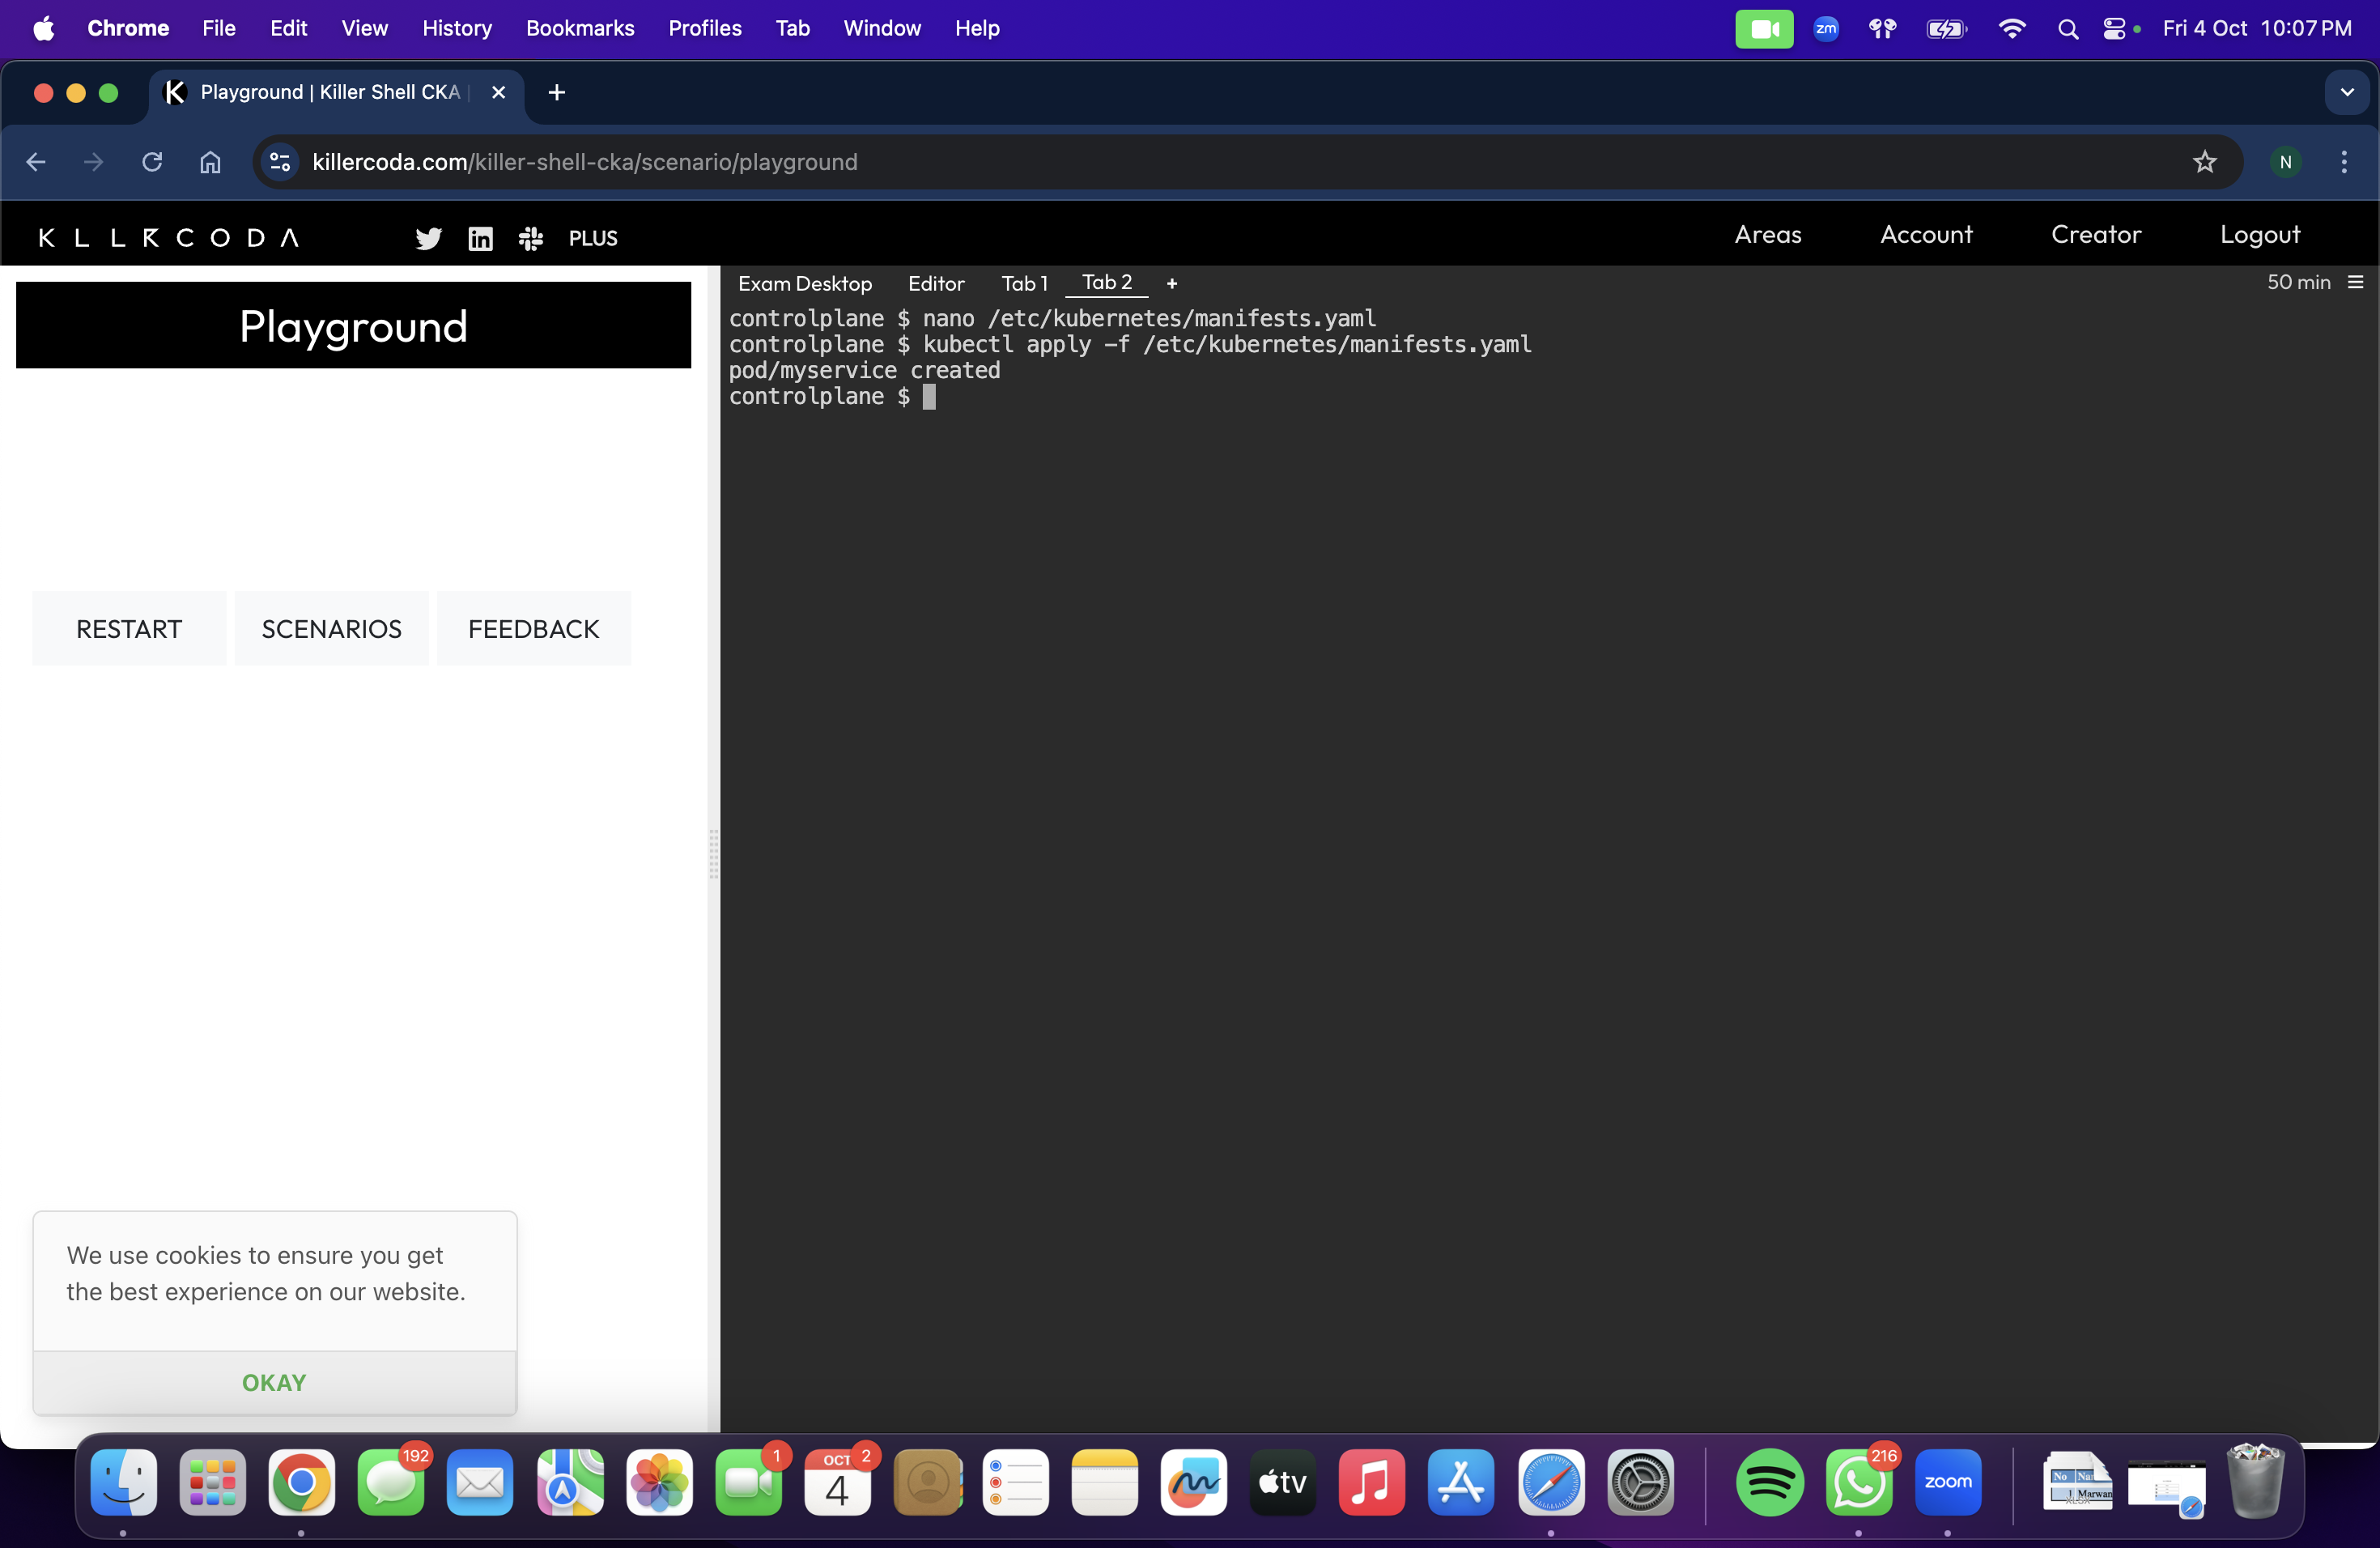 Chrome File Edit View History Bookmarks Profiles Tab Window Help zm Fri 4 Oct 10:07 PM
Playground | Killer Shell CKA
killercoda.com/killer-shell-cka/scenario/playground N
KLLRCODA PLUS Areas Account Creator Logout
Playground
Exam Desktop Editor Tab 1 Tab 2 + 50 min
controlplane $ nano /etc/kubernetes/manifests.yaml
controlplane $ kubectl apply -f /etc/kubernetes/manifests.yaml
pod/myservice created
controlplane $
RESTART SCENARIOS FEEDBACK
We use cookies to ensure you get
the best experience on our website.
OKAY
192 1 OCT 2 4 tv 216 zoom
No
1 Marwan